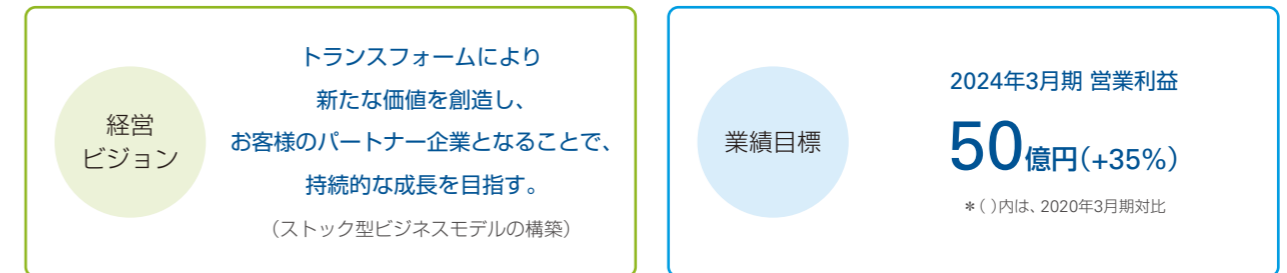 経営
ビジョン
トランスフォームにより
新たな価値を創造し、
お客様のパートナー企業となることで、
持続的な成長を目指す。
（ストック型ビジネスモデルの構築）
業績目標
2024年3月期 営業利益
50億円（+35%）
＊（ ）内は、2020年3月期対比